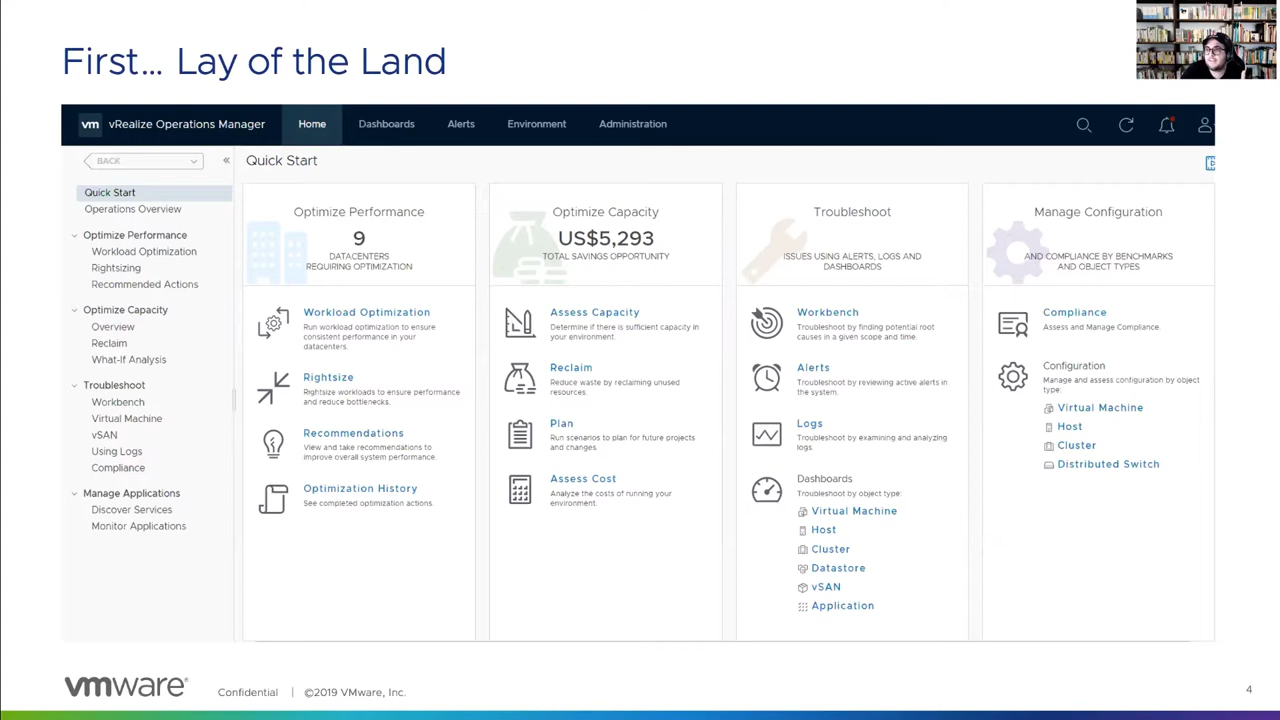 First... Lay of the Land
vm vRealize Operations Manager Home Dashboards Alerts Environment Administration
BACK
Quick Start
Operations Overview
Optimize Performance
Workload Optimization
Rightsizing
Recommended Actions
Optimize Capacity
Overview
Reclaim
What-If Analysis
Troubleshoot
Workbench
Virtual Machine
vSAN
Using Logs
Compliance
Manage Applications
Discover Services
Monitor Applications
Quick Start
Optimize Performance
9
DATACENTERS
REQUIRING OPTIMIZATION
Workload Optimization
Run workload optimization to ensure
consistent performance in your
datacenters.
Rightsize
Rightsize workloads to ensure performance
and reduce bottlenecks.
Recommendations
View and take recommendations to
improve overall system performance.
Optimization History
See completed optimization actions.
Optimize Capacity
US$5,293
TOTAL SAVINGS OPPORTUNITY
Assess Capacity
Determine if there is sufficient capacity in
your environment.
Reclaim
Reduce waste by reclaiming unused
resources.
Plan
Run scenarios to plan for future projects
and changes.
Assess Cost
Analyze the costs of running your
environment.
Troubleshoot
ISSUES USING ALERTS, LOGS AND
DASHBOARDS
Workbench
Troubleshoot by finding potential root
causes in a given scope and time.
Alerts
Troubleshoot by reviewing active alerts in
the system.
Logs
Troubleshoot by examining and analyzing
logs.
Dashboards
Troubleshoot by object type:
Virtual Machine
Host
Cluster
Datastore
vSAN
Application
Manage Configuration
AND COMPLIANCE BY BENCHMARKS
AND OBJECT TYPES
Compliance
Assess and Manage Compliance.
Configuration
Manage and assess configuration by object
type:
Virtual Machine
Host
Cluster
Distributed Switch
vmware® Confidential | ©2019 VMware, Inc. 4